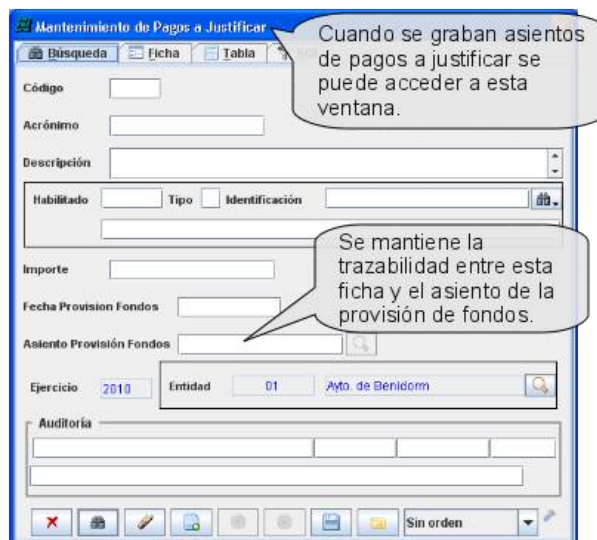 Mantenimiento de Pagos a Justificar
Cuando se graban asientos
de pagos a justificar se
puede acceder a esta
ventana.
Búsqueda Ficha Tabla
Código
Acrónimo
Descripción
Habilitado Tipo Identificación
Se mantiene la
trazabilidad entre esta
ficha y el asiento de la
provisión de fondos.
Importe
Fecha Provision Fondos
Asiento Provisión Fondos
Ejercicio 2010 Entidad 01 Ayto. de Benidorm
Auditoría
Sin orden